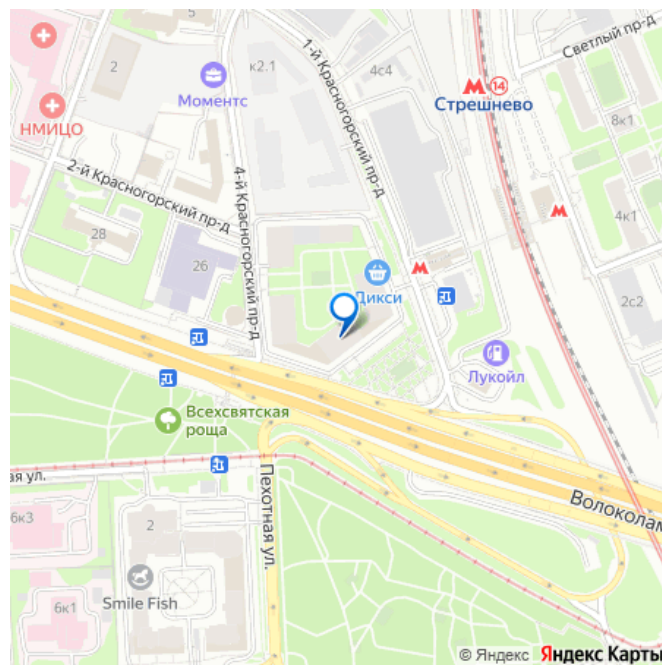 Светлый пр-д
2
к2.1
1-й Красногорский пр-д
4с4
14
Моментс
Стрешнево
НМИЦО
8к1
2-й Красногорский пр-д
4-й Красногорский пр-д
4к1
28
26
Дикси
2с2
Лукойл
Всехсвятская
роща
ая ул.
Пехотная ул.
Волоколам
6к3
2
Smile Fish
6к1
© Яндекс Яндекс Карты